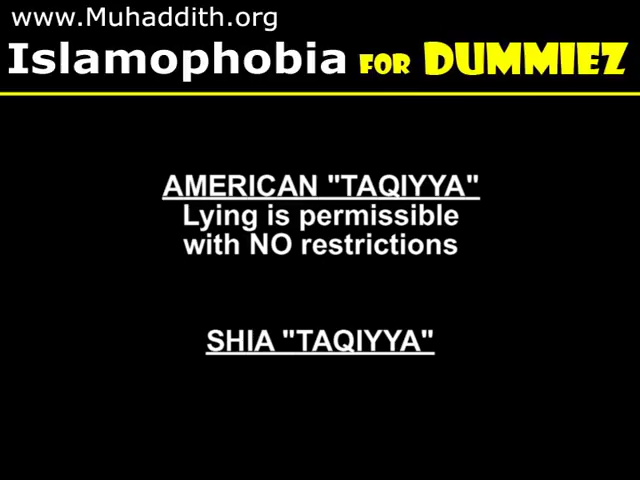 www.Muhaddith.org
Islamophobia FOR DUMMIEZ
AMERICAN "TAQIYYA"
Lying is permissible
with NO restrictions
SHIA "TAQIYYA"